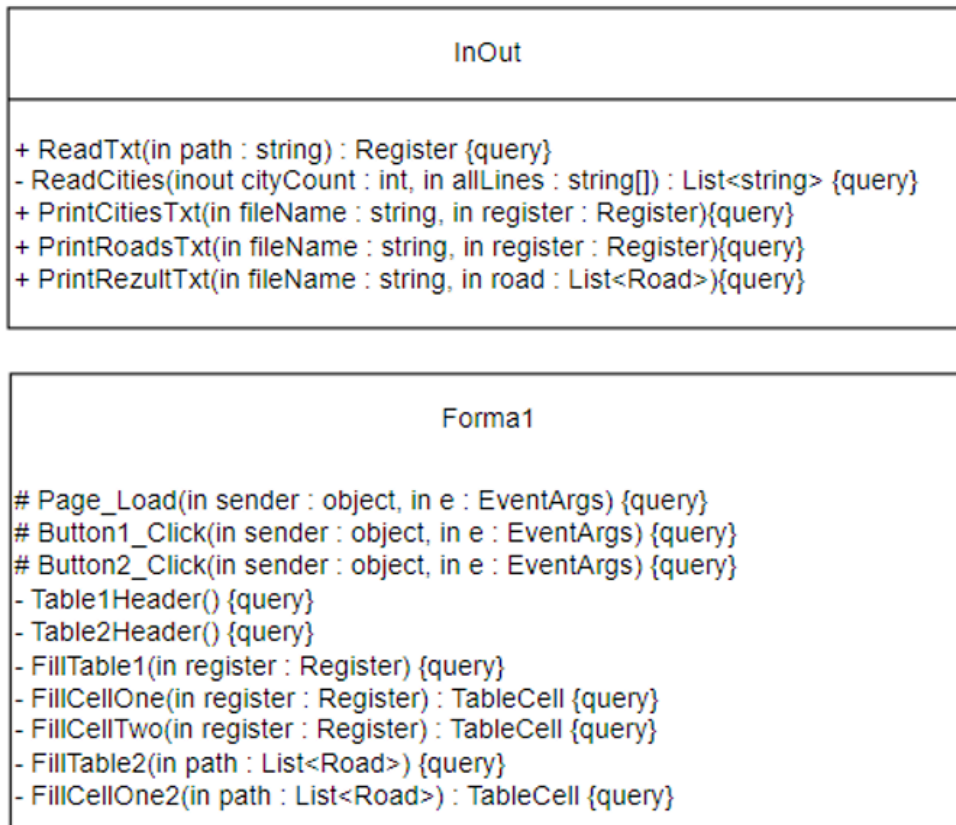 InOut
+ ReadTxt(in path : string) : Register {query}
- ReadCities(inout cityCount : int, in allLines : string[]) : List<string> {query}
+ PrintCitiesTxt(in fileName : string, in register : Register){query}
+ PrintRoadsTxt(in fileName : string, in register : Register){query}
+ PrintRezultTxt(in fileName : string, in road : List<Road>){query}
Forma1
# Page_Load(in sender : object, in e : EventArgs) {query}
# Button1_Click(in sender : object, in e : EventArgs) {query}
# Button2_Click(in sender : object, in e : EventArgs) {query}
- Table1Header() {query}
- Table2Header() {query}
- FillTable1(in register : Register) {query}
- FillCellOne(in register : Register) : TableCell {query}
- FillCellTwo(in register : Register) : TableCell {query}
- FillTable2(in path : List<Road>) {query}
- FillCellOne2(in path : List<Road>) : TableCell {query}